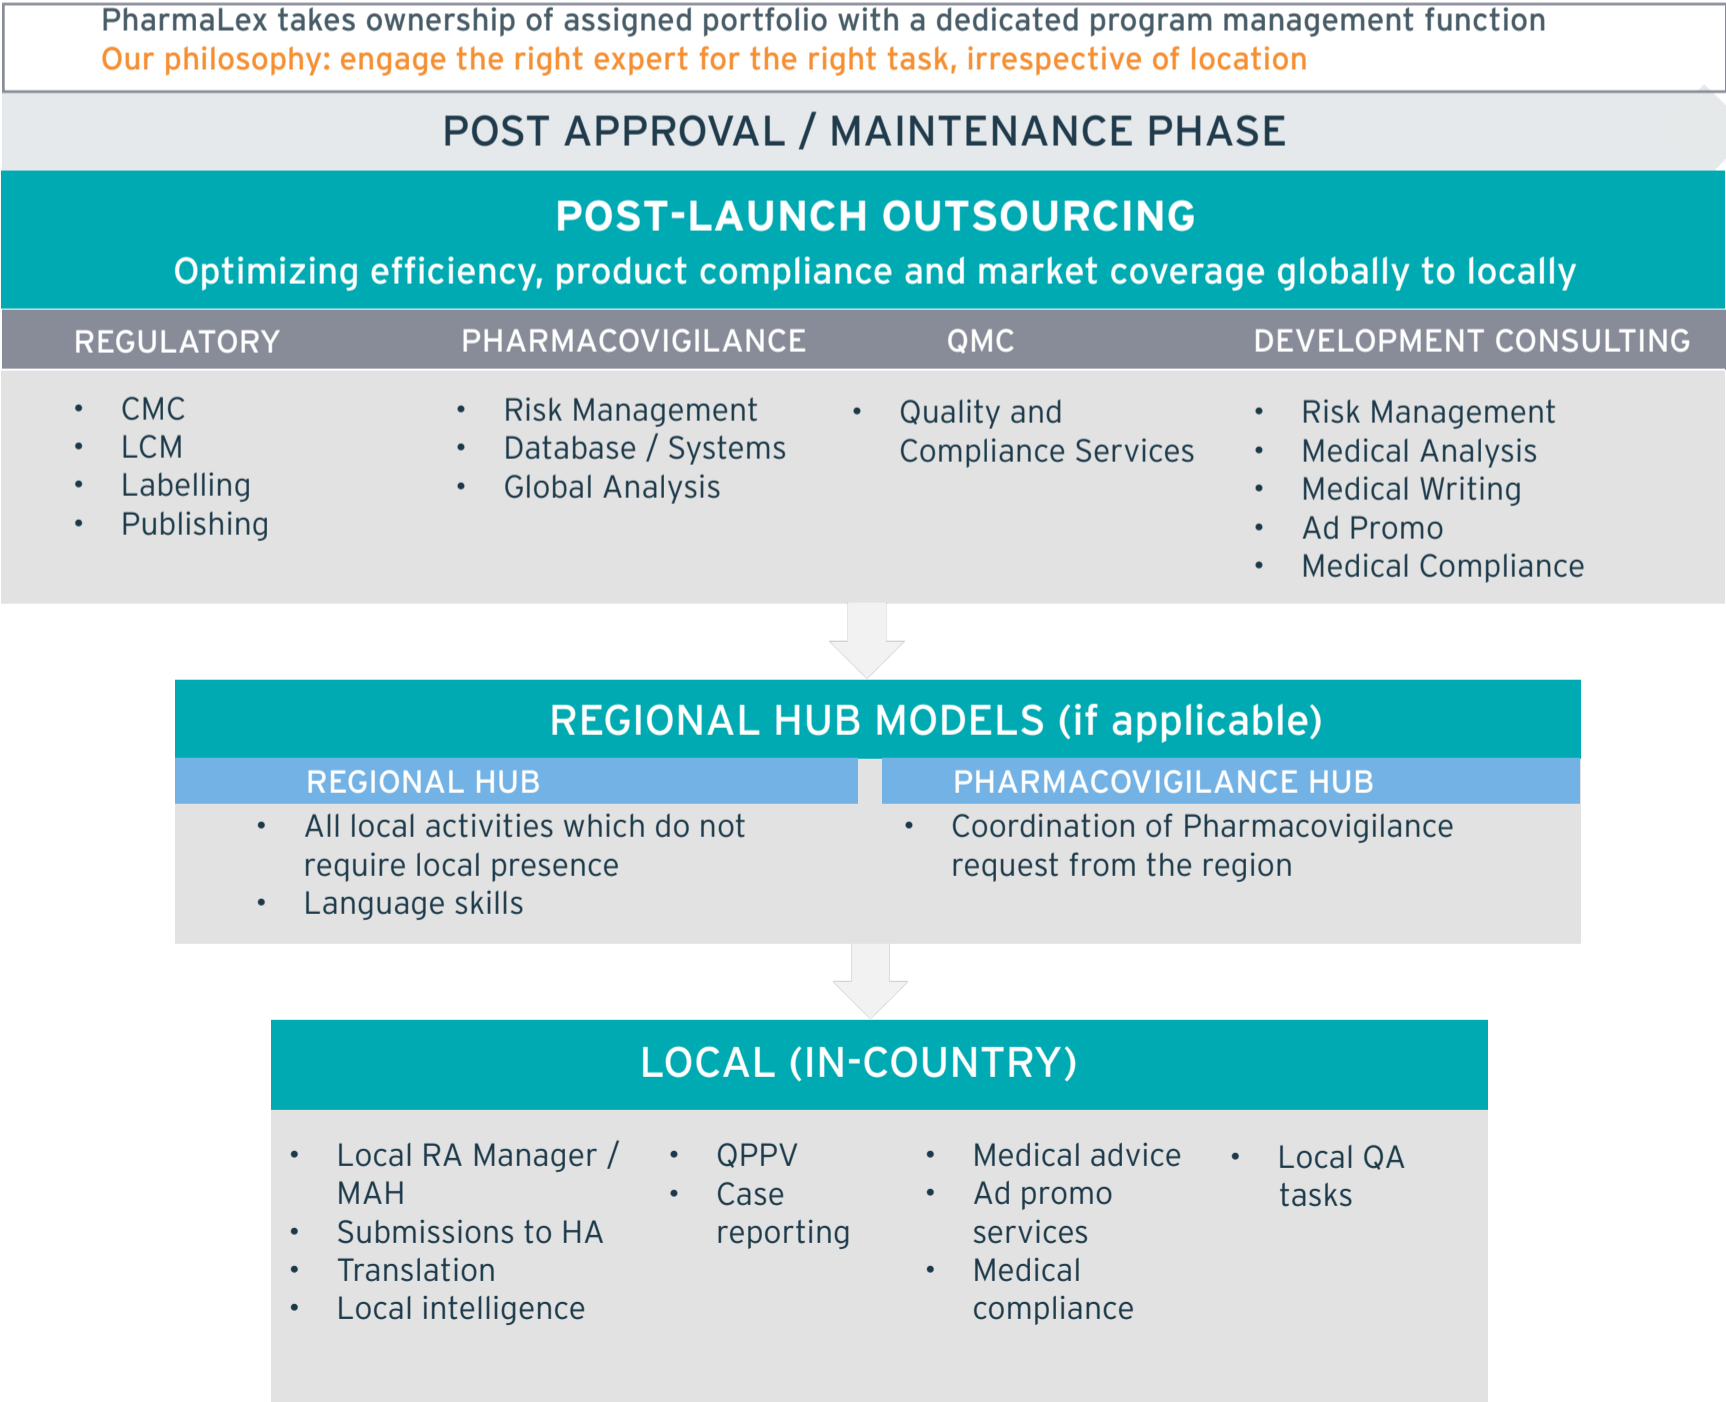 PharmaLex takes ownership of assigned portfolio with a dedicated program management function
Our philosophy: engage the right expert for the right task, irrespective of location
POST APPROVAL / MAINTENANCE PHASE
POST-LAUNCH OUTSOURCING
Optimizing efficiency, product compliance and market coverage globally to locally
REGULATORY
• CMC
• LCM
• Labelling
• Publishing
PHARMACOVIGILANCE
• Risk Management
• Database / Systems
• Global Analysis
QMC
• Quality and
Compliance Services
DEVELOPMENT CONSULTING
• Risk Management
• Medical Analysis
• Medical Writing
• Ad Promo
• Medical Compliance
REGIONAL HUB MODELS (if applicable)
REGIONAL HUB
• All local activities which do not
require local presence
• Language skills
PHARMACOVIGILANCE HUB
• Coordination of Pharmacovigilance
request from the region
LOCAL (IN-COUNTRY)
• Local RA Manager /
MAH
• Submissions to HA
• Translation
• Local intelligence
• QPPV
• Case
reporting
• Medical advice
• Ad promo
services
• Medical
compliance
• Local QA
tasks